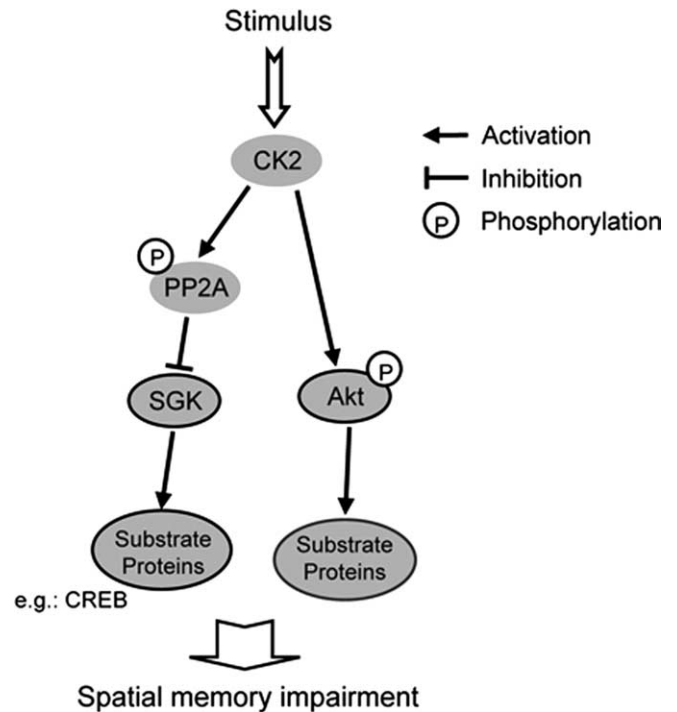 Stimulus
CK2
Activation
Inhibition
P
Phosphorylation
P
PP2A
P
SGK
Akt
Substrate
Proteins
Substrate
Proteins
e.g.: CREB
Spatial memory impairment